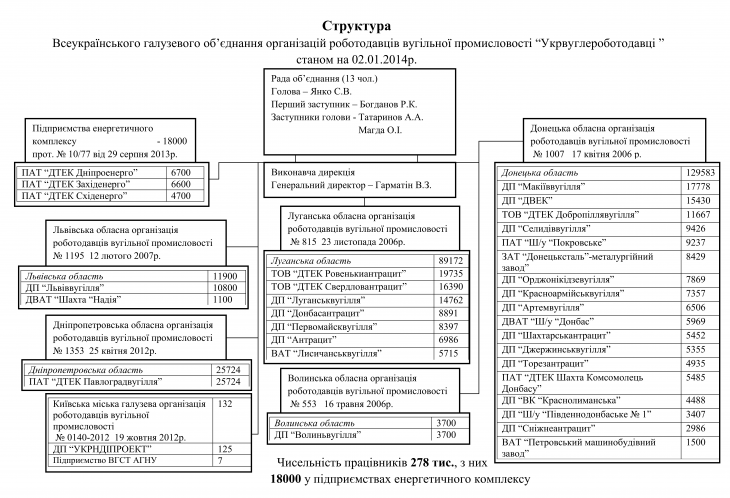 Структура
Всеукраїнського галузевого об’єднання організацій роботодавців вугільної промисловості “Укрвуглероботодавці ”
станом на 02.01.2014р.
Рада об’єднання (13 чол.)
Голова – Янко С.В.
Перший заступник – Богданов Р.К.
Заступники голови - Татаринов А.А.
Магда О.І.
Підприємства енергетичного
комплексу - 18000
прот. № 10/77 від 29 серпня 2013р.
ПАТ “ДТЕК Дніпроенерго” 6700
ПАТ “ДТЕК Західенерго” 6600
ПАТ “ДТЕК Східенерго” 4700
Виконавча дирекція
Генеральний директор – Гарматін В.З.
Донецька обласна організація
роботодавців вугільної промисловості
№ 1007 17 квітня 2006 р.
Донецька область 129583
ДП “Макіїввугілля” 17778
ДП “ДВЕК” 15430
ТОВ “ДТЕК Добропіллявугілля” 11667
ДП “Селидіввугілля” 9426
ПАТ “Ш/у “Покровське” 9237
ЗАТ “Донецьксталь”-металургійний
завод” 8429
ДП “Орджонікідзевугілля” 7869
ДП “Красноармійськвугілля” 7357
ДП “Артемвугілля” 6506
ДВАТ “Ш/у “Донбас” 5969
ДП “Шахтарськантрацит” 5452
ДП “Джержинськвугілля” 5355
ДП “Торезантрацит” 4935
ПАТ “ДТЕК Шахта Комсомолець
Донбасу” 5485
ДП “ВК “Краснолиманська” 4488
ДП “Ш/у “Південнодонбаське № 1” 3407
ДП “Сніжнеантрацит” 2986
ВАТ “Петровський машинобудівний
завод” 1500
Львівська обласна організація
роботодавців вугільної промисловості
№ 1195 12 лютого 2007р.
Львівська область 11900
ДП “Львіввугілля” 10800
ДВАТ “Шахта “Надія” 1100
Луганська обласна організація
роботодавців вугільної промисловості
№ 815 23 листопада 2006р.
Луганська область 89172
ТОВ “ДТЕК Ровенькиантрацит” 19735
ТОВ “ДТЕК Свердловантрацит” 16390
ДП “Луганськвугілля” 14762
ДП “Донбасантрацит” 8891
ДП “Первомайськвугілля” 8397
ДП “Антрацит” 6986
ВАТ “Лисичанськвугілля” 5715
Дніпропетровська обласна організація
роботодавців вугільної промисловості
№ 1353 25 квітня 2012р.
Дніпропетровська область 25724
ПАТ “ДТЕК Павлоградвугілля” 25724
Волинська обласна організація
роботодавців вугільної промисловості
№ 553 16 травня 2006р.
Волинська область 3700
ДП “Волиньвугілля” 3700
Київська міська галузева організація 132
роботодавців вугільної
промисловості
№ 0140-2012 19 жовтня 2012р.
ДП “УКРНДІПРОЕКТ” 125
Підприємство ВГСТ АГНУ 7
Чисельність працівників 278 тис., з них
18000 у підприємствах енергетичного комплексу